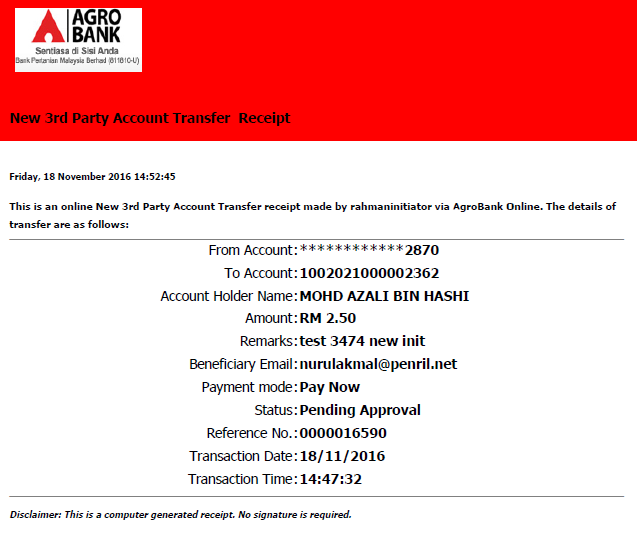 AGRO
BANK
Sentiasa di Sisi Anda
Bank Pertanian Malaysia Berhad (811810-U)
New 3rd Party Account Transfer Receipt
Friday, 18 November 2016 14:52:45
This is an online New 3rd Party Account Transfer receipt made by rahmaninitiator via AgroBank Online. The details of
transfer are as follows:
From Account: ************2870
To Account: 1002021000002362
Account Holder Name: MOHD AZALI BIN HASHI
Amount: RM 2.50
Remarks: test 3474 new init
Beneficiary Email: nurulakmal@penril.net
Payment mode: Pay Now
Status: Pending Approval
Reference No.: 0000016590
Transaction Date: 18/11/2016
Transaction Time: 14:47:32
Disclaimer: This is a computer generated receipt. No signature is required.